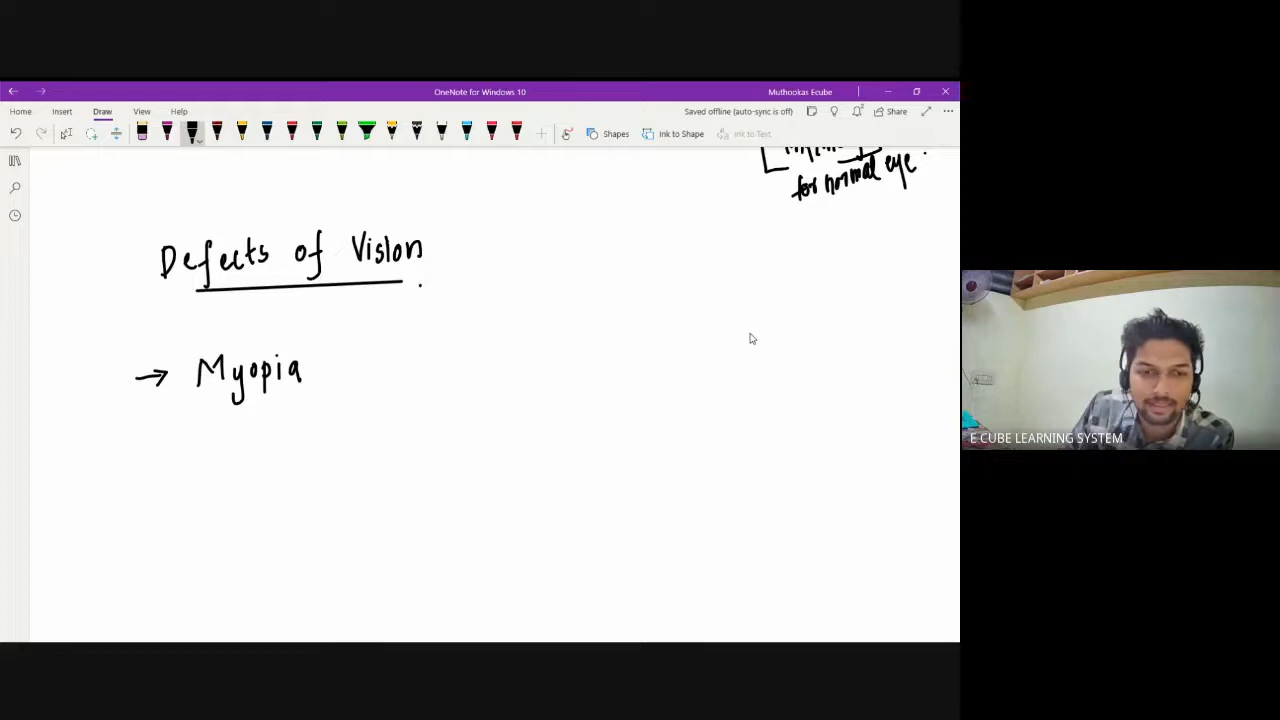 OneNote for Windows 10
Muthookas Ecube
Home Insert Draw View Help
Saved offline (auto-sync is off)
Share
Shapes
Ink to Shape
Ink to Text
for normal eye.
Defects of Vision.
→ Myopia
E CUBE LEARNING SYSTEM